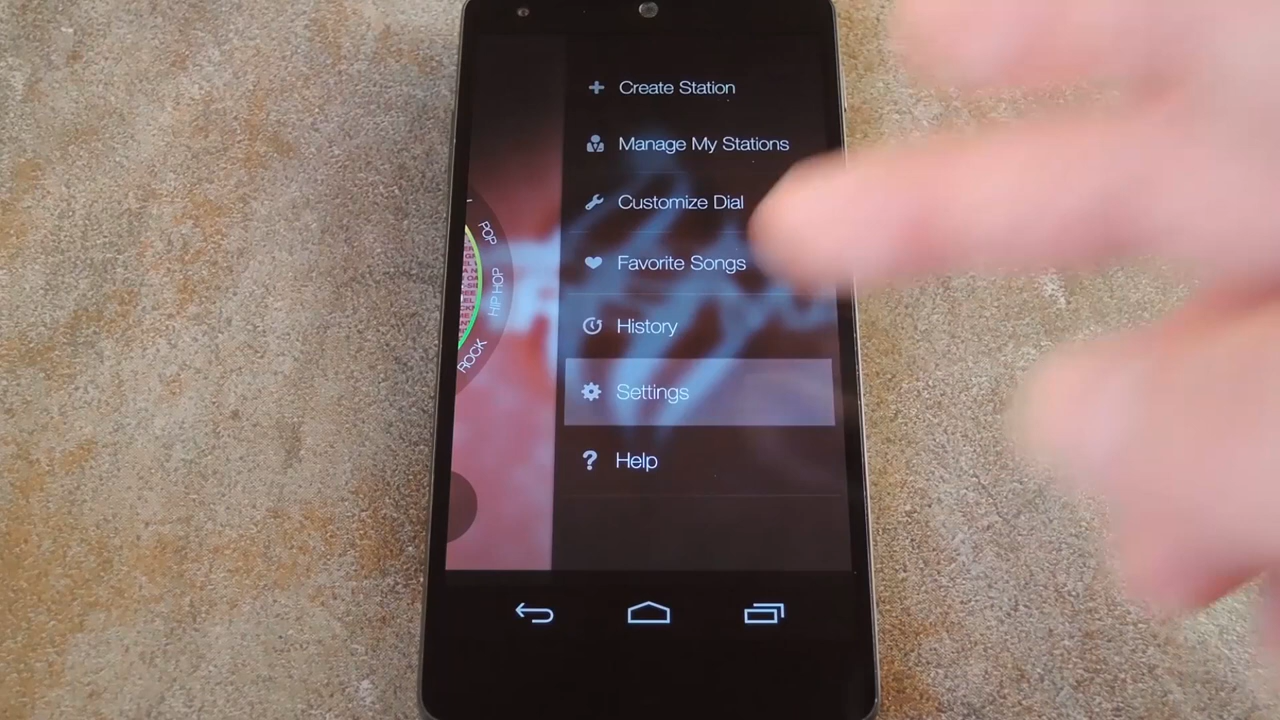 Create Station
Manage My Stations
Customize Dial
Favorite Songs
History
Settings
? Help
POP
HIP HOP
ROCK